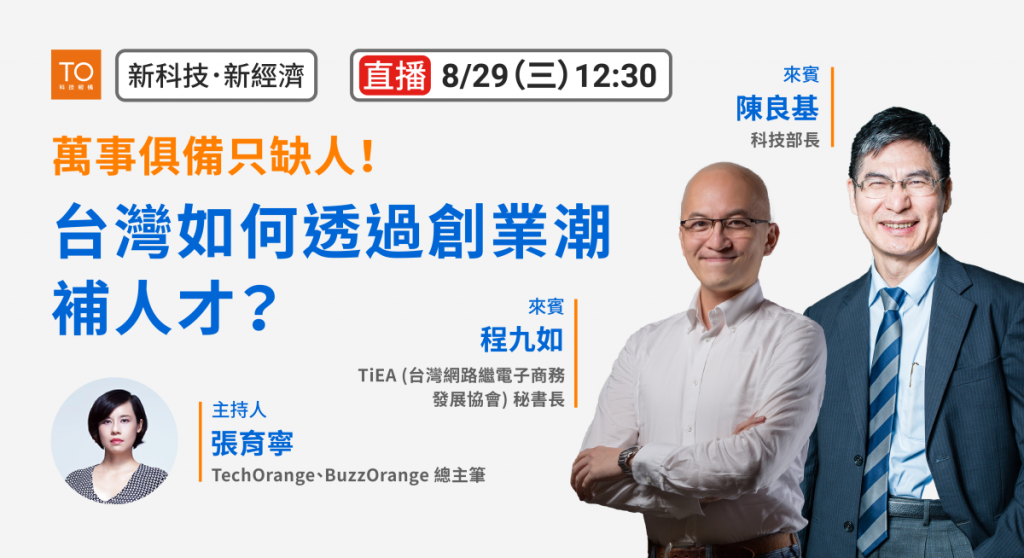 TO
科技報橘
新科技·新經濟
直播 8/29(三)12:30
萬事俱備只缺人!
台灣如何透過創業潮
補人才?
來賓
陳良基
科技部長
來賓
程九如
TiEA (台灣網路繼電子商務
發展協會) 秘書長
主持人
張育寧
TechOrange、BuzzOrange 總主筆